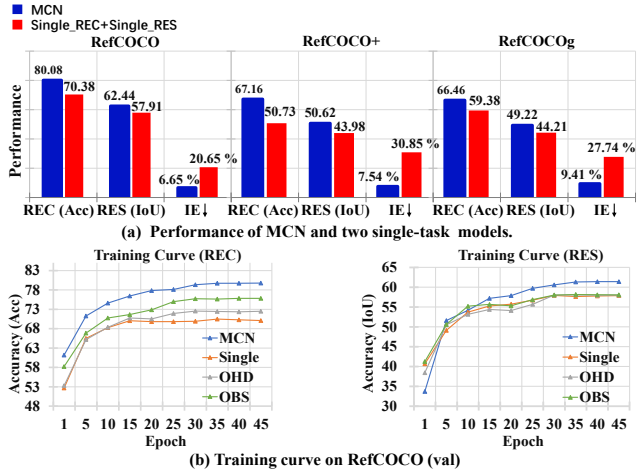 MCN
Single_REC+Single_RES
RefCOCO RefCOCO+ RefCOCOg
Performance
80.08 70.38 62.44 57.91 6.65 % 20.65 %
67.16 50.73 50.62 43.98 7.54 % 30.85 %
66.46 59.38 49.22 44.21 9.41 % 27.74 %
REC (Acc) RES (IoU) IE↓ REC (Acc) RES (IoU) IE↓ REC (Acc) RES (IoU) IE↓
(a) Performance of MCN and two single-task models.
Training Curve (REC)
Accuracy (Acc)
83
78
73
68
63
58
53
48
MCN
Single
OHD
OBS
1 5 10 15 20 25 30 35 40 45
Epoch
Training Curve (RES)
Accuracy (IoU)
65
60
55
50
45
40
35
30
MCN
Single
OHD
OBS
1 5 10 15 20 25 30 35 40 45
Epoch
(b) Training curve on RefCOCO (val)